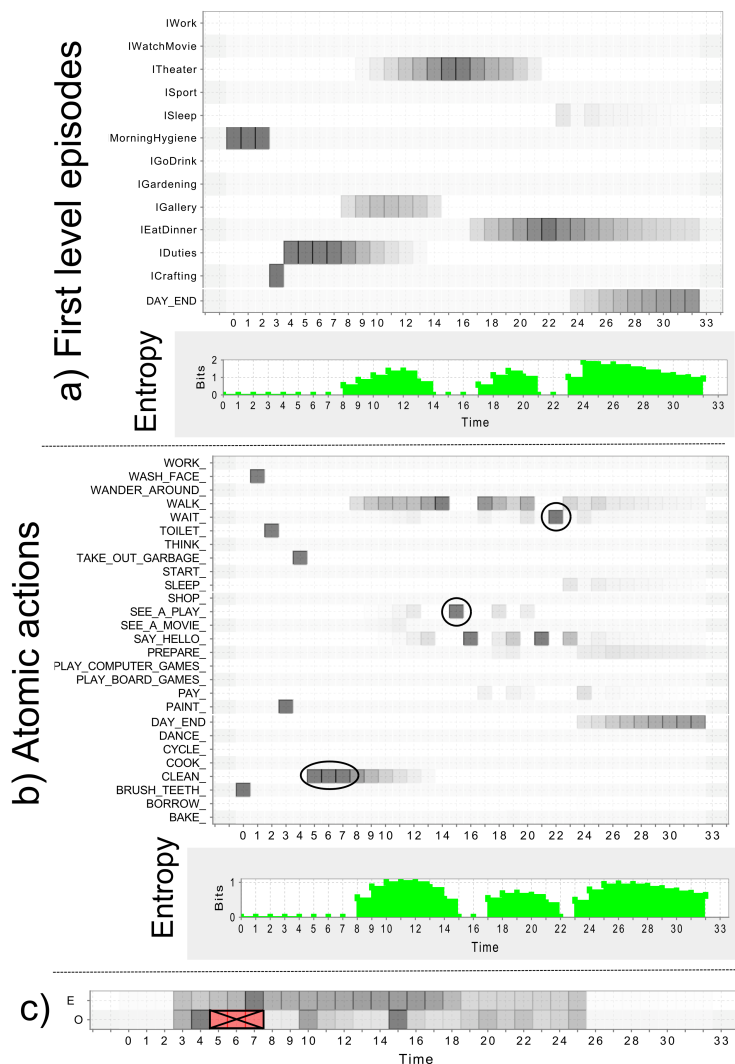 a) First level episodes
IWork
IWatchMovie
ITheater
ISport
ISleep
MorningHygiene
IGoDrink
IGardening
IGallery
IEatDinner
IDuties
ICrafting
DAY_END
0 1 2 3 4 5 6 7 8 9 10 12 14 16 18 20 22 24 26 28 30 33
Entropy
Bits
2
1
0
0 1 2 3 4 5 6 7 8 9 10 12 14 16 18 20 22 24 26 28 30 33
Time
b) Atomic actions
WORK_
WASH_FACE_
WANDER_AROUND_
WALK_
WAIT_
TOILET_
THINK_
TAKE_OUT_GARBAGE_
START_
SLEEP_
SHOP_
SEE_A_PLAY_
SEE_A_MOVIE_
SAY_HELLO_
PREPARE_
PLAY_COMPUTER_GAMES_
PLAY_BOARD_GAMES_
PAY_
PAINT_
DAY_END
DANCE_
CYCLE_
COOK_
CLEAN_
BRUSH_TEETH_
BORROW_
BAKE_
0 1 2 3 4 5 6 7 8 9 10 12 14 16 18 20 22 24 26 28 30 33
Entropy
Bits
1
0
0 1 2 3 4 5 6 7 8 9 10 12 14 16 18 20 22 24 26 28 30 33
Time
c)
E
O
0 1 2 3 4 5 6 7 8 9 10 12 14 16 18 20 22 24 26 28 30 33
Time